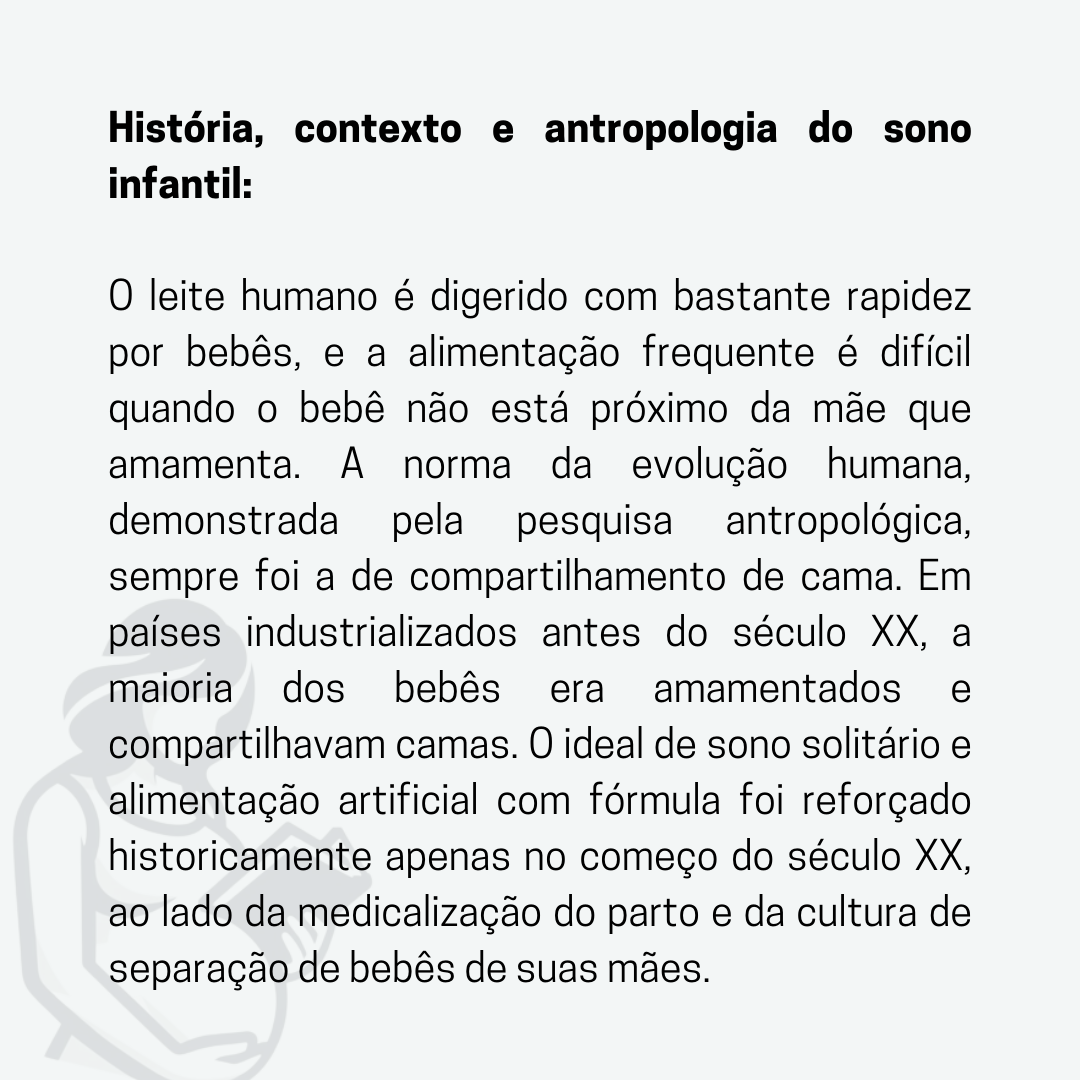 História, contexto e antropologia do sono
infantil:
O leite humano é digerido com bastante rapidez
por bebês, e a alimentação frequente é difícil
quando o bebê não está próximo da mãe que
amamenta. A norma da evolução humana,
demonstrada pela pesquisa antropológica,
sempre foi a de compartilhamento de cama. Em
países industrializados antes do século XX, a
maioria dos bebês era amamentados e
compartilhavam camas. O ideal de sono solitário e
alimentação artificial com fórmula foi reforçado
historicamente apenas no começo do século XX,
ao lado da medicalização do parto e da cultura de
separação de bebês de suas mães.